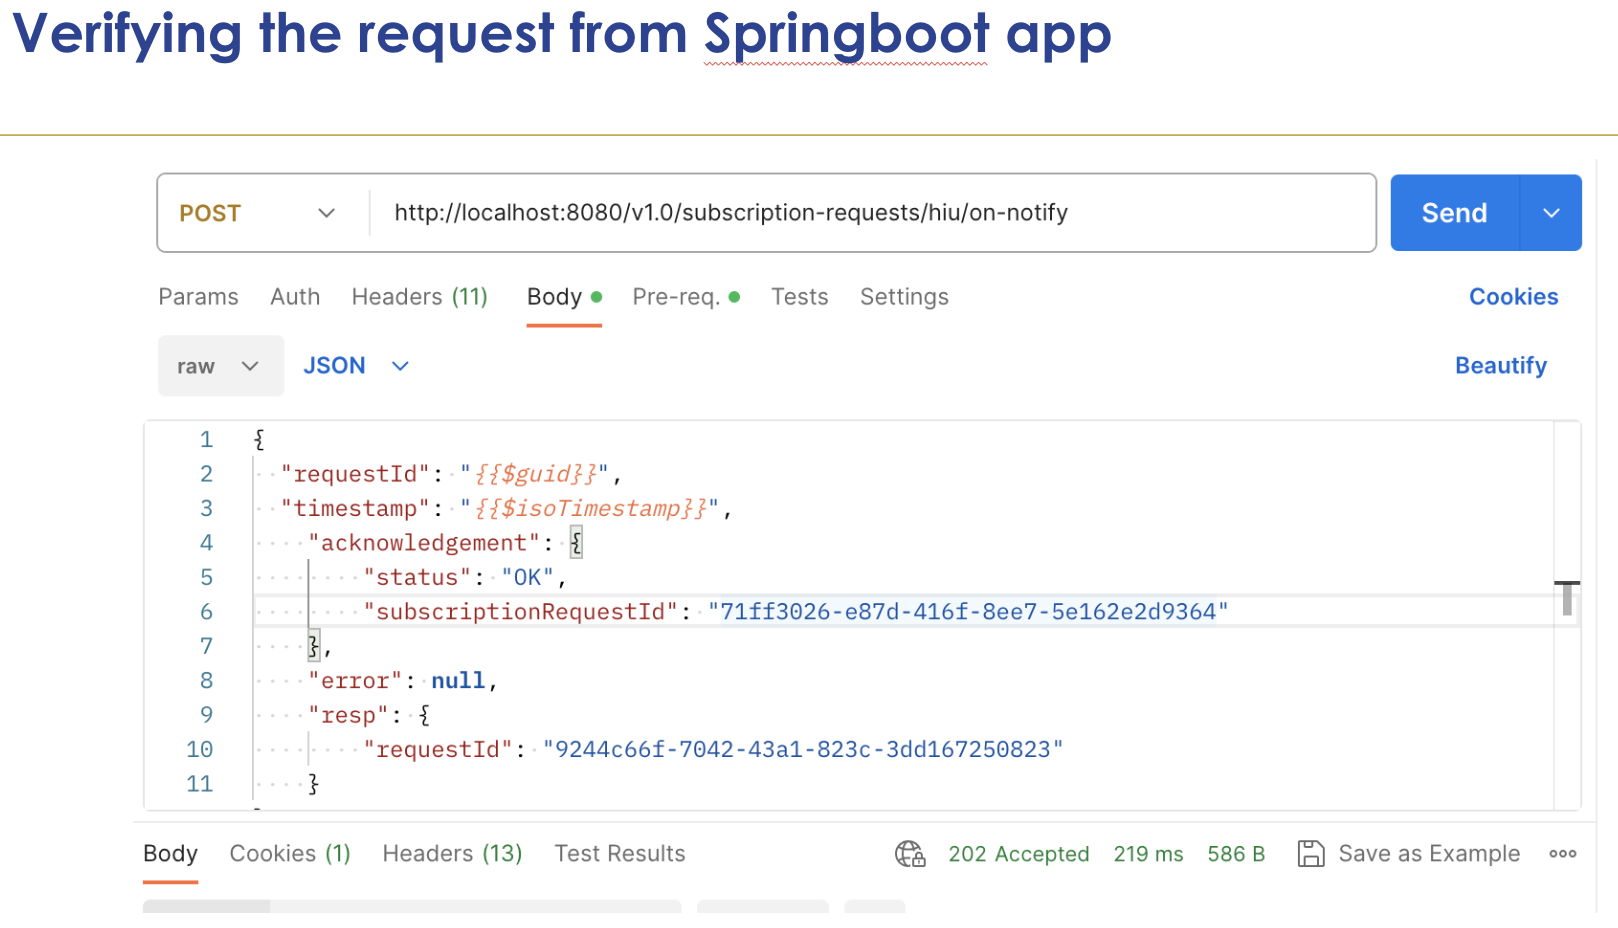 Verifying the request from Springboot app
POST http://localhost:8080/v1.0/subscription-requests/hiu/on-notify Send
Params Auth Headers (11) Body Pre-req. Tests Settings Cookies
raw JSON Beautify
1 {
2 "requestId": "{{$guid}}",
3 "timestamp": "{{$isoTimestamp}}",
4 "acknowledgement": {
5 "status": "OK",
6 "subscriptionRequestId": "71ff3026-e87d-416f-8ee7-5e162e2d9364"
7 },
8 "error": null,
9 "resp": {
10 "requestId": "9244c66f-7042-43a1-823c-3dd167250823"
11 }
Body Cookies (1) Headers (13) Test Results 202 Accepted 219 ms 586 B Save as Example